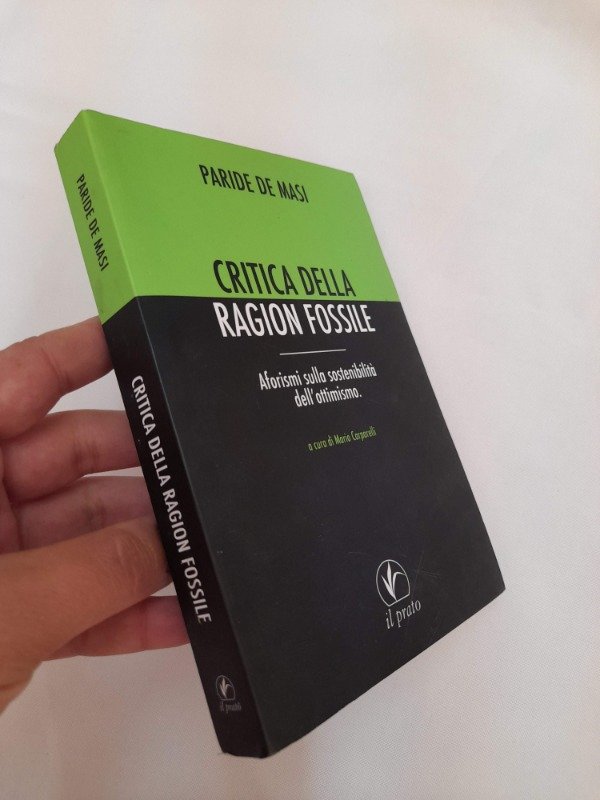 PARIDE DE MASI
CRITICA DELLA
RAGION FOSSILE
Aforismi sulla sostenibilità
dell'ottimismo.
a cura di Mario Carparelli
il prato
PARIDE DE MASI
CRITICA DELLA RAGION FOSSILE
il prato